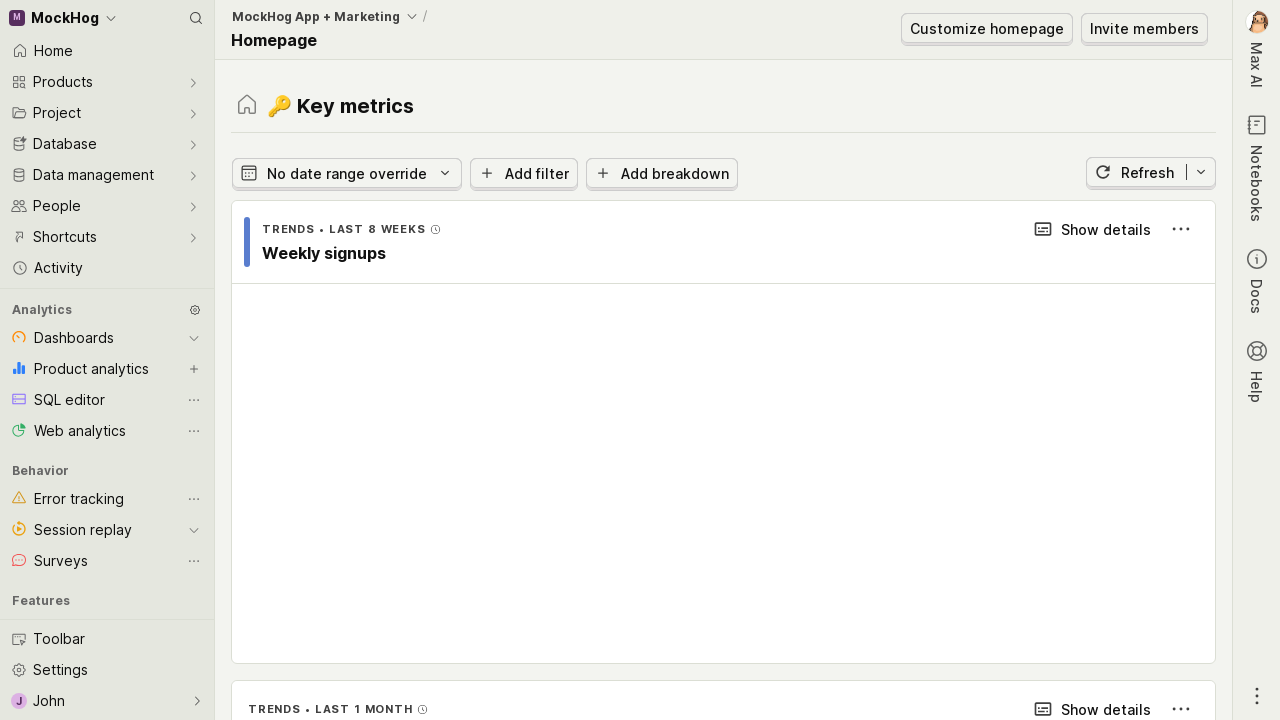 M MockHog
Home
Products
Project
Database
Data management
People
Shortcuts
Activity
Analytics
Dashboards
Product analytics
SQL editor
Web analytics
Behavior
Error tracking
Session replay
Surveys
Features
Toolbar
Settings
J John
MockHog App + Marketing /
Homepage
Customize homepage
Invite members
🔑 Key metrics
No date range override
Add filter
Add breakdown
Refresh
TRENDS • LAST 8 WEEKS
Weekly signups
Show details
TRENDS • LAST 1 MONTH
Show details
Max AI
Notebooks
Docs
Help